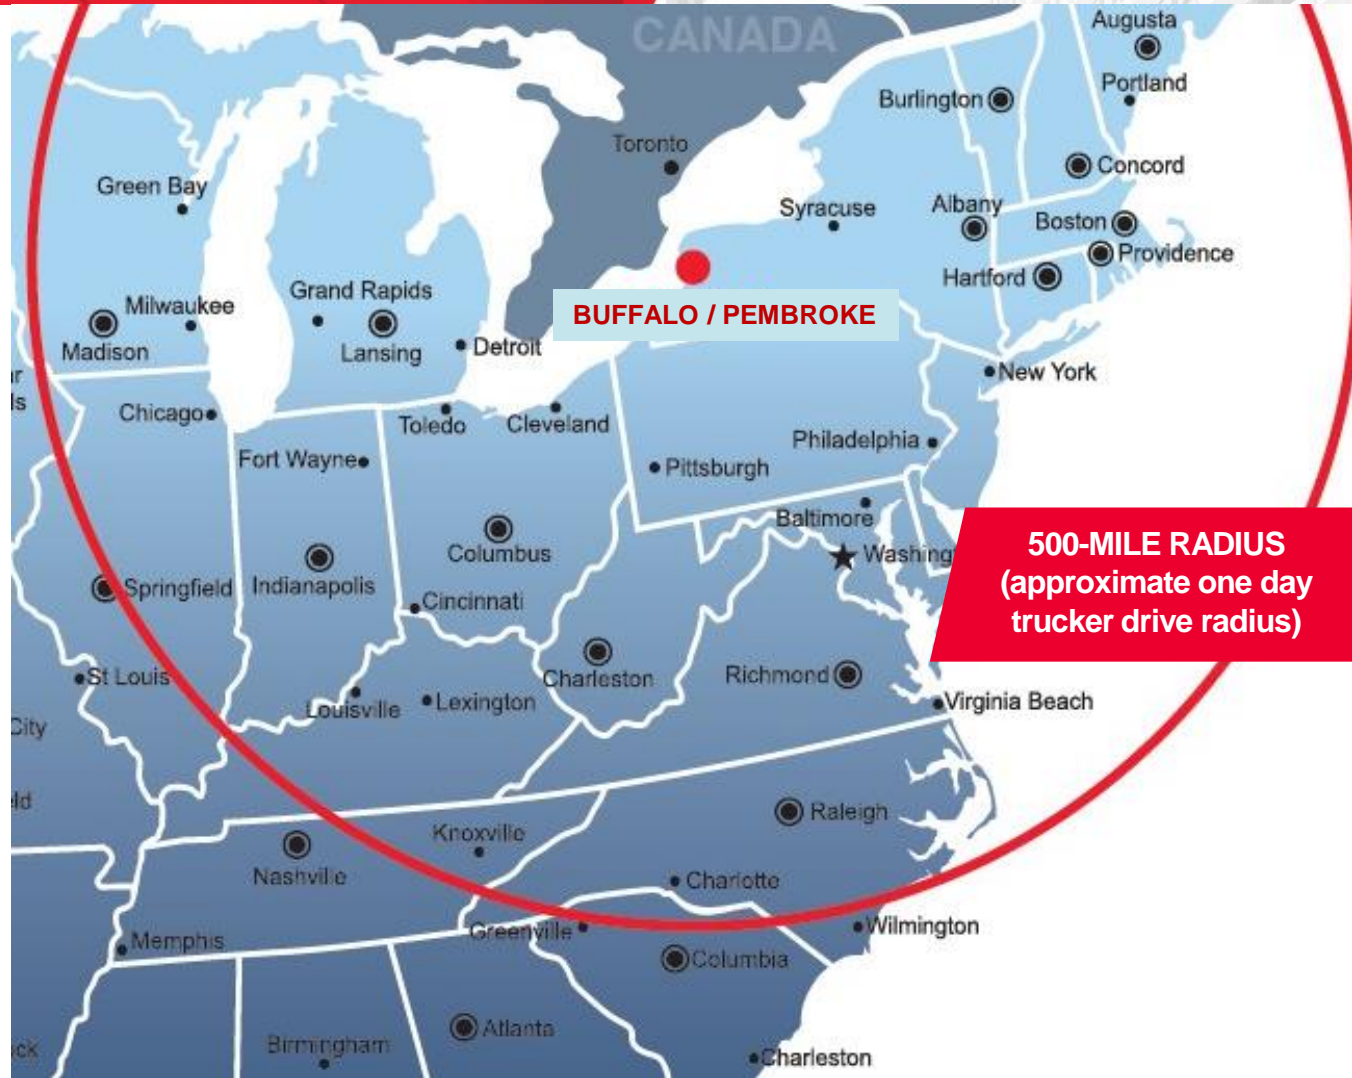 CANADA
Augusta
Portland
Burlington
Toronto
Concord
Green Bay
Syracuse
Albany
Boston
Providence
Hartford
Grand Rapids
Milwaukee
BUFFALO / PEMBROKE
Madison
Lansing
Detroit
New York
Chicago
Toledo
Cleveland
Philadelphia
Fort Wayne
Pittsburgh
Baltimore
Columbus
Washing
500-MILE RADIUS
(approximate one day
trucker drive radius)
Springfield
Indianapolis
Cincinnati
St Louis
Charleston
Richmond
Louisville
Lexington
Virginia Beach
City
Raleigh
Knoxville
Nashville
Charlotte
Greenville
Wilmington
Memphis
Columbia
Atlanta
Birmingham
Charleston